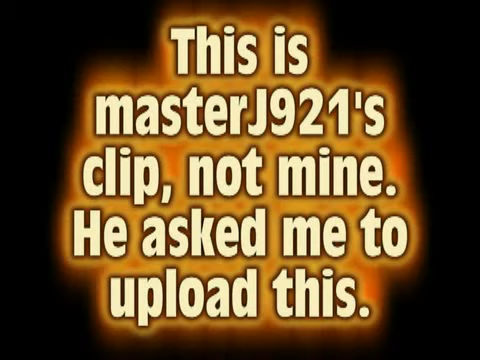 This is
masterJ921's
clip, not mine.
He asked me to
upload this.